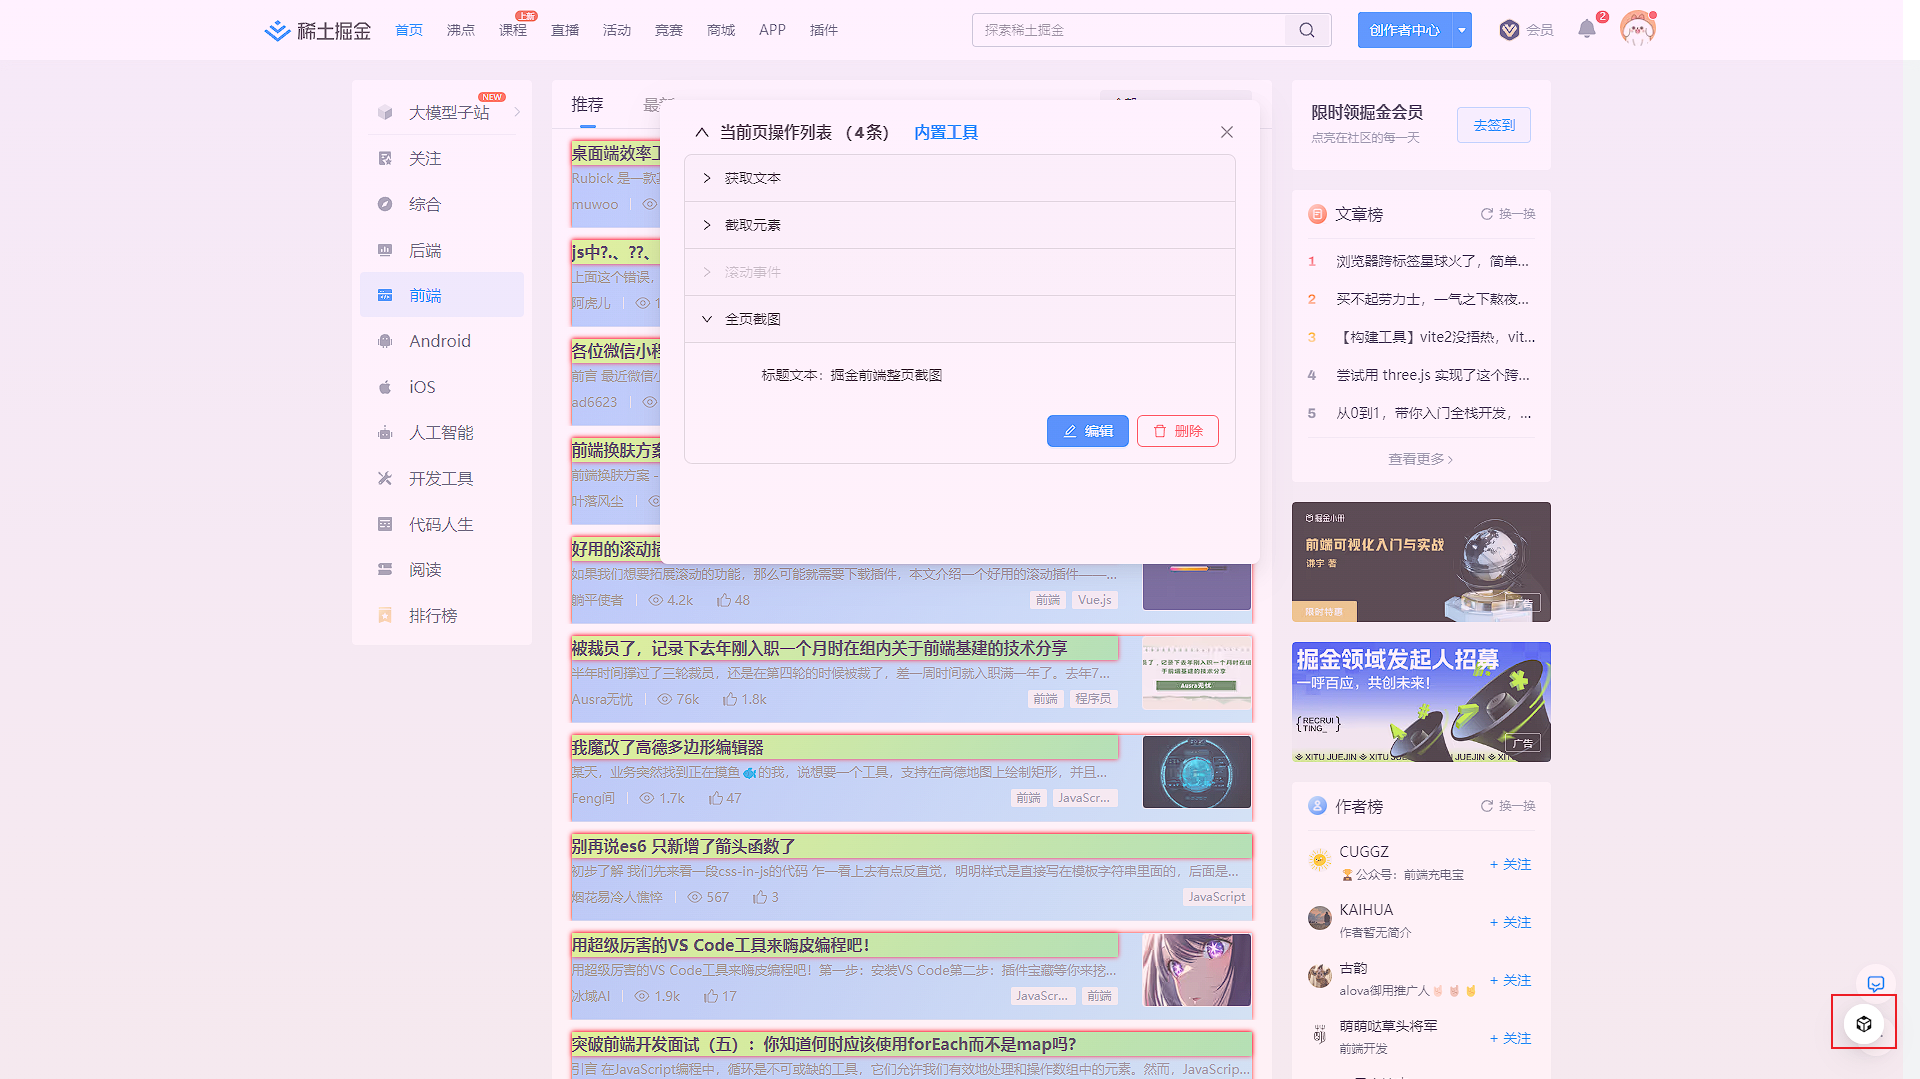 稀土掘金
首页
沸点
课程
上新
直播
活动
竞赛
商城
APP
插件
探索稀土掘金
创作者中心
会员
2
大模型子站
NEW
关注
综合
后端
前端
Android
iOS
人工智能
开发工具
代码人生
阅读
排行榜
推荐
最新
当前页操作列表 （4条）
内置工具
获取文本
截取元素
滚动事件
全页截图
标题文本：掘金前端整页截图
编辑
删除
桌面端效率工
Rubick 是一款
muwoo
js中?.、??、
上面这个错误，
阿虎儿
各位微信小程
前言 最近微信小
ad6623
前端换肤方案
前端换肤方案 -
叶落风尘
好用的滚动插
如果我们想要拓展滚动的功能，那么可能就需要下载插件，本文介绍一个好用的滚动插件——...
躺平使者
4.2k
48
前端
Vue.js
被裁员了，记录下去年刚入职一个月时在组内关于前端基建的技术分享
半年时间撑过了三轮裁员，还是在第四轮的时候被裁了，差一周时间就入职满一年了。去年7...
Ausra无忧
76k
1.8k
前端
程序员
员了，记录下去年刚入职一个月时在组
于前端基建的技术分享
Ausra无忧
我魔改了高德多边形编辑器
某天，业务突然找到正在摸鱼🐟的我，说想要一个工具，支持在高德地图上绘制矩形，并且...
Feng间
1.7k
47
前端
JavaScr...
别再说es6 只新增了箭头函数了
初步了解 我们先来看一段css-in-js的代码 乍一看上去有点反直觉，明明样式是直接写在模板字符串里面的，后面是...
烟花易冷人憔悴
567
3
JavaScript
用超级厉害的VS Code工具来嗨皮编程吧！
用超级厉害的VS Code工具来嗨皮编程吧！第一步：安装VS Code第二步：插件宝藏等你来挖...
冰域AI
1.9k
17
JavaScr...
前端
突破前端开发面试（五）：你知道何时应该使用forEach而不是map吗?
引言 在JavaScript编程中，循环是不可或缺的工具，它们允许我们有效地处理和操作数组中的元素。然而，JavaScrip...
限时领掘金会员
点亮在社区的每一天
去签到
文章榜
换一换
1 浏览器跨标签星球火了，简单...
2 买不起劳力士，一气之下熬夜...
3 【构建工具】vite2没捂热，vit...
4 尝试用 three.js 实现了这个跨...
5 从0到1，带你入门全栈开发，...
查看更多
掘金小册
前端可视化入门与实战
谦宇 著
限时特惠
广告
掘金领域发起人招募
一呼百应，共创未来！
{RECRUI
TING_ }
XITU JUEJIN XITU JUEJIN XITU
广告
作者榜
换一换
CUGGZ
公众号：前端充电宝
+ 关注
KAIHUA
作者暂无简介
+ 关注
古韵
alova御用推广人
+ 关注
萌萌哒草头将军
前端开发
+ 关注